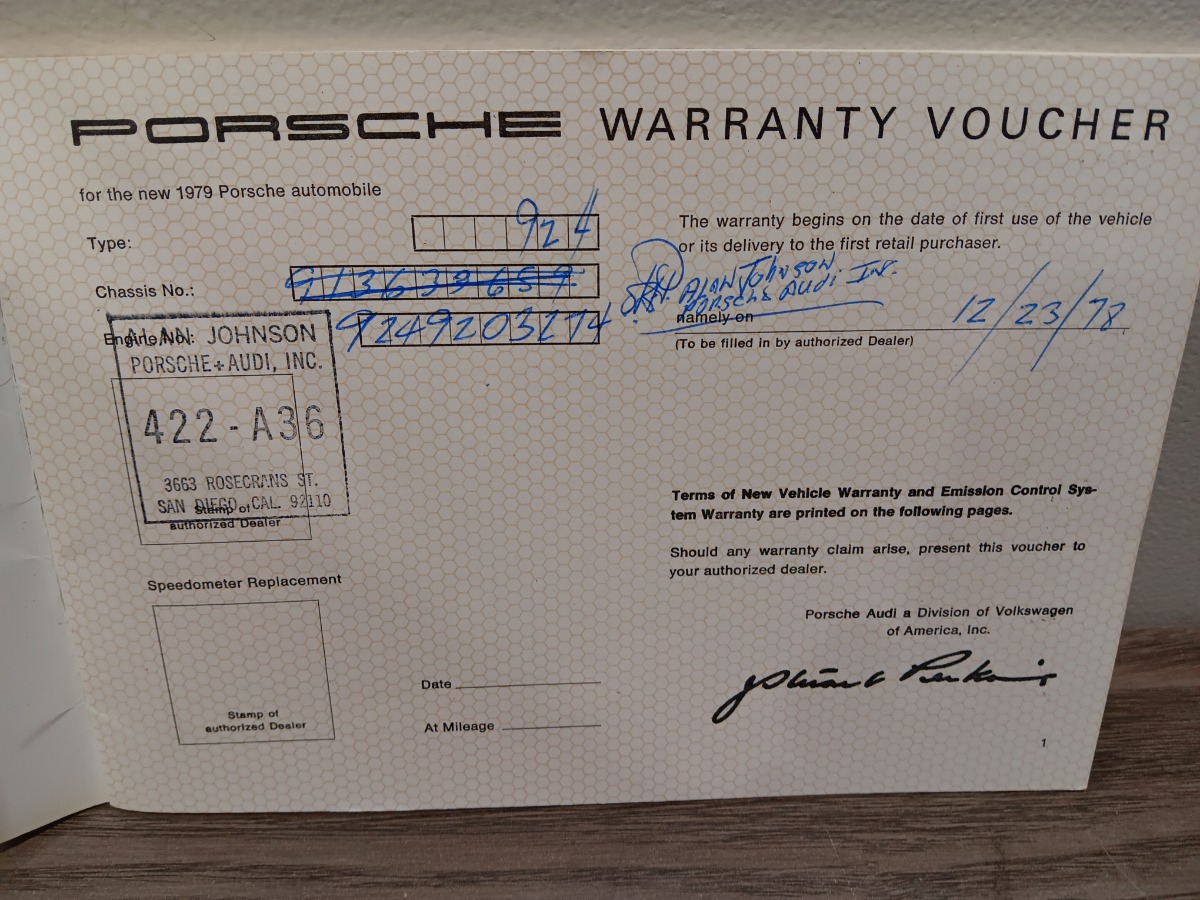 PORSCHE WARRANTY VOUCHER
for the new 1979 Porsche automobile
Type: 924
Chassis No.:
Engine No.: 9249203274
ALAN JOHNSON
PORSCHE+AUDI, INC.
422-A36
3663 ROSECRANS ST.
SAN DIEGO, CAL. 92110
Stamp of
authorized Dealer
Speedometer Replacement
Stamp of
authorized Dealer
Date
At Mileage
The warranty begins on the date of first use of the vehicle
or its delivery to the first retail purchaser.
Alan Johnson
Porsche Audi Inc.
namely on 12/23/78
(To be filled in by authorized Dealer)
Terms of New Vehicle Warranty and Emission Control Sys-
tem Warranty are printed on the following pages.
Should any warranty claim arise, present this voucher to
your authorized dealer.
Porsche Audi a Division of Volkswagen
of America, Inc.
1